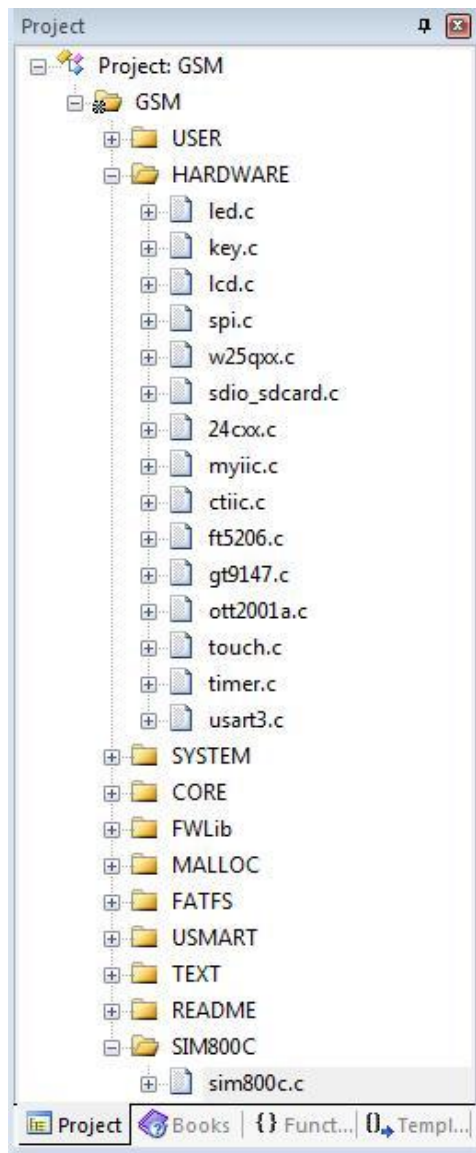 Project
Project: GSM
GSM
USER
HARDWARE
led.c
key.c
lcd.c
spi.c
w25qxx.c
sdio_sdcard.c
24cxx.c
myiic.c
ctiic.c
ft5206.c
gt9147.c
ott2001a.c
touch.c
timer.c
usart3.c
SYSTEM
CORE
FWLib
MALLOC
FATFS
USMART
TEXT
README
SIM800C
sim800c.c
Project Books {} Funct... 0 Templ...